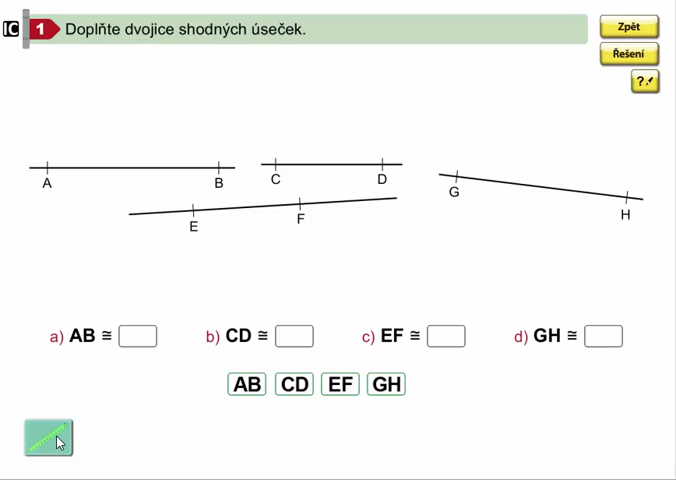 1 Doplňte dvojice shodných úseček.
Zpět
Řešení
?
A B C D
G
E F H
a) AB ≅
b) CD ≅
c) EF ≅
d) GH ≅
AB CD EF GH